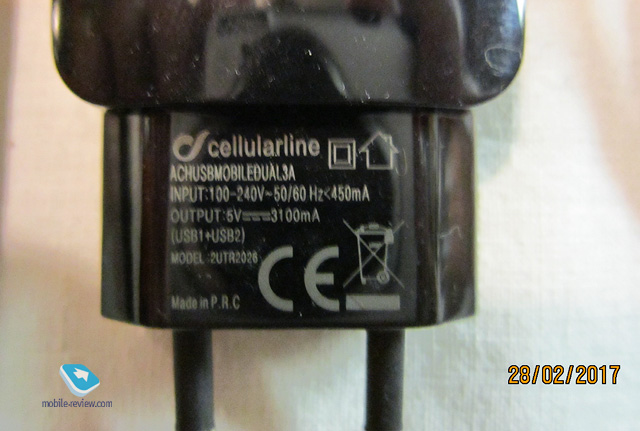 cellularline
ACHUSBMOBILEDUAL3A
INPUT:100-240V~50/60 Hz<450mA
OUTPUT:5V⎓3100mA
(USB1+USB2)
MODEL :2UTR2026
CE
Made in P.R.C
28/02/2017
mobile-review.com